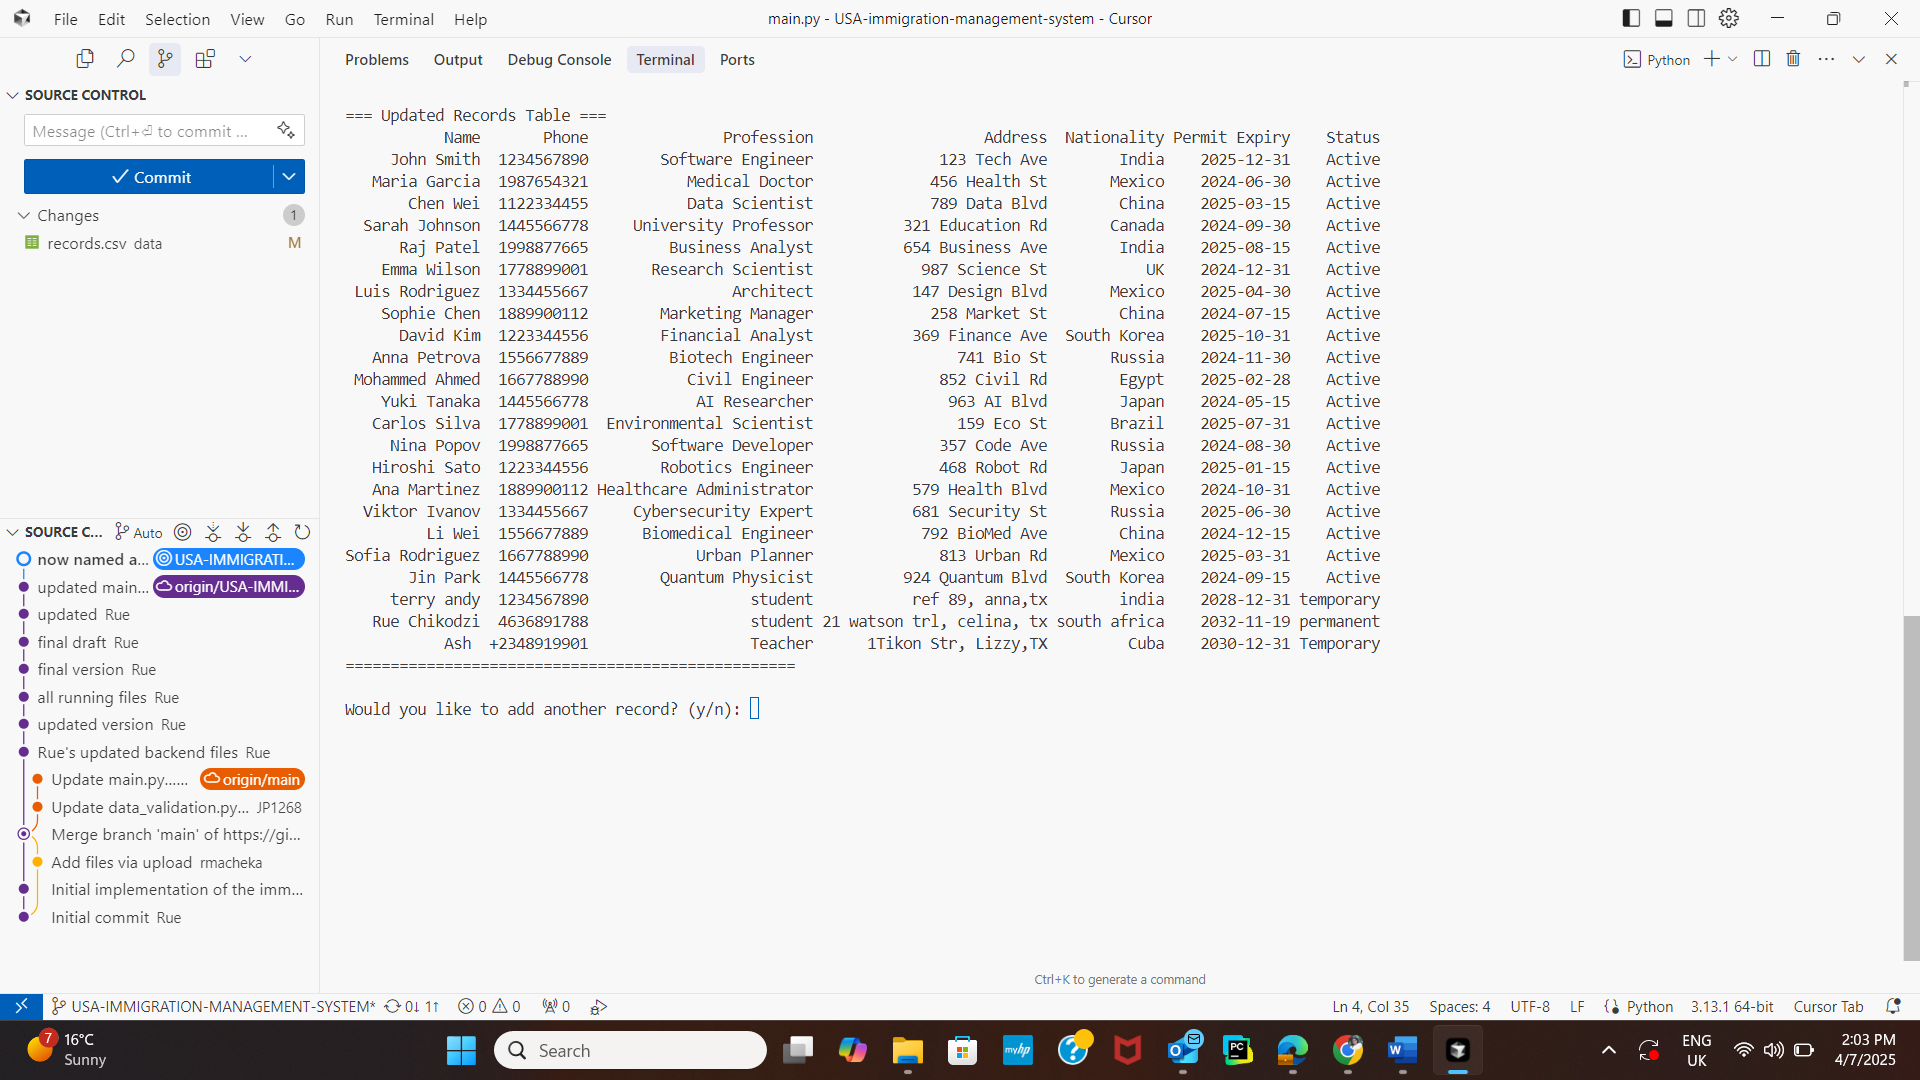 File Edit Selection View Go Run Terminal Help
main.py - USA-immigration-management-system - Cursor
SOURCE CONTROL
Message (Ctrl+⏎ to commit ...
Commit
Changes 1
records.csv data M
Problems Output Debug Console Terminal Ports
Python
=== Updated Records Table ===
Name Phone Profession Address Nationality Permit Expiry Status
John Smith 1234567890 Software Engineer 123 Tech Ave India 2025-12-31 Active
Maria Garcia 1987654321 Medical Doctor 456 Health St Mexico 2024-06-30 Active
Chen Wei 1122334455 Data Scientist 789 Data Blvd China 2025-03-15 Active
Sarah Johnson 1445566778 University Professor 321 Education Rd Canada 2024-09-30 Active
Raj Patel 1998877665 Business Analyst 654 Business Ave India 2025-08-15 Active
Emma Wilson 1778899001 Research Scientist 987 Science St UK 2024-12-31 Active
Luis Rodriguez 1334455667 Architect 147 Design Blvd Mexico 2025-04-30 Active
Sophie Chen 1889900112 Marketing Manager 258 Market St China 2024-07-15 Active
David Kim 1223344556 Financial Analyst 369 Finance Ave South Korea 2025-10-31 Active
Anna Petrova 1556677889 Biotech Engineer 741 Bio St Russia 2024-11-30 Active
Mohammed Ahmed 1667788990 Civil Engineer 852 Civil Rd Egypt 2025-02-28 Active
Yuki Tanaka 1445566778 AI Researcher 963 AI Blvd Japan 2024-05-15 Active
Carlos Silva 1778899001 Environmental Scientist 159 Eco St Brazil 2025-07-31 Active
Nina Popov 1998877665 Software Developer 357 Code Ave Russia 2024-08-30 Active
Hiroshi Sato 1223344556 Robotics Engineer 468 Robot Rd Japan 2025-01-15 Active
Ana Martinez 1889900112 Healthcare Administrator 579 Health Blvd Mexico 2024-10-31 Active
Viktor Ivanov 1334455667 Cybersecurity Expert 681 Security St Russia 2025-06-30 Active
Li Wei 1556677889 Biomedical Engineer 792 BioMed Ave China 2024-12-15 Active
Sofia Rodriguez 1667788990 Urban Planner 813 Urban Rd Mexico 2025-03-31 Active
Jin Park 1445566778 Quantum Physicist 924 Quantum Blvd South Korea 2024-09-15 Active
terry andy 1234567890 student ref 89, anna,tx india 2028-12-31 temporary
Rue Chikodzi 4636891788 student 21 watson trl, celina, tx south africa 2032-11-19 permanent
Ash +2348919901 Teacher 1Tikon Str, Lizzy,TX Cuba 2030-12-31 Temporary
==================================================
Would you like to add another record? (y/n):
SOURCE C... Auto
now named a... USA-IMMIGRATI...
updated main... origin/USA-IMMI...
updated Rue
final draft Rue
final version Rue
all running files Rue
updated version Rue
Rue's updated backend files Rue
Update main.py...... origin/main
Update data_validation.py... JP1268
Merge branch 'main' of https://gi...
Add files via upload rmacheka
Initial implementation of the imm...
Initial commit Rue
Ctrl+K to generate a command
USA-IMMIGRATION-MANAGEMENT-SYSTEM* 0↓ 1↑ 0 0 0
Ln 4, Col 35 Spaces: 4 UTF-8 LF Python 3.13.1 64-bit Cursor Tab
7 16°C
Sunny
Search
myhp
PC
W
ENG
UK
2:03 PM
4/7/2025